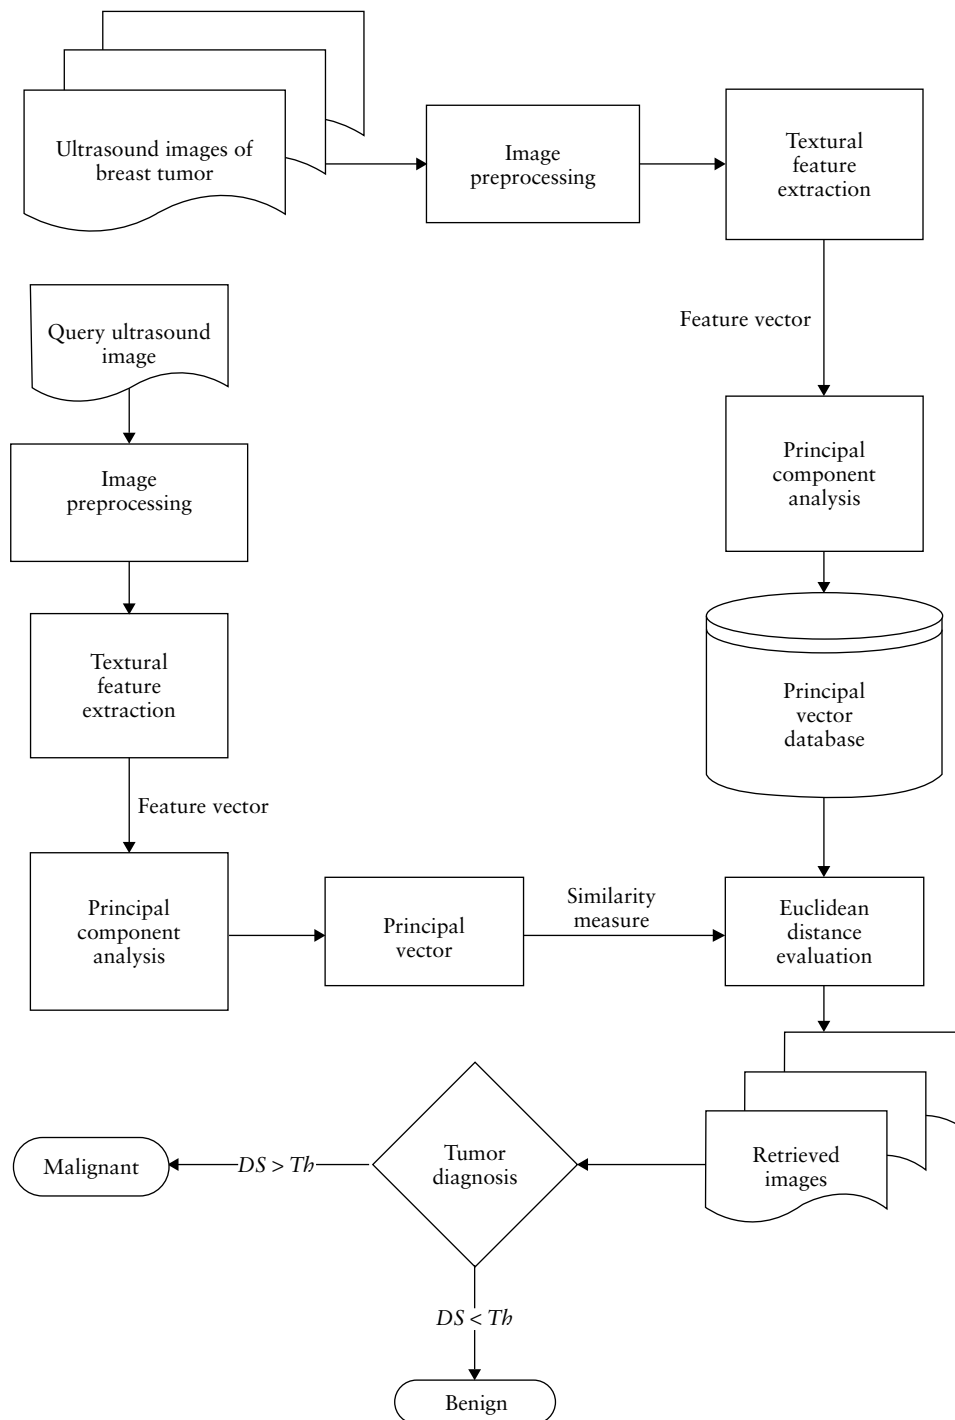 Ultrasound images of
breast tumor
Image
preprocessing
Textural
feature
extraction
Feature vector
Query ultrasound
image
Principal
component
analysis
Image
preprocessing
Textural
feature
extraction
Principal
vector
database
Feature vector
Principal
component
analysis
Principal
vector
Similarity
measure
Euclidean
distance
evaluation
Malignant
DS > Th
Tumor
diagnosis
Retrieved
images
DS < Th
Benign